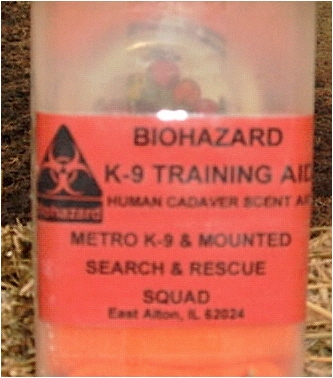 BIOHAZARD
K-9 TRAINING AID
HUMAN CADAVER SCENT AID
biohazard
METRO K-9 & MOUNTED
SEARCH & RESCUE
SQUAD
East Alton, IL 62024